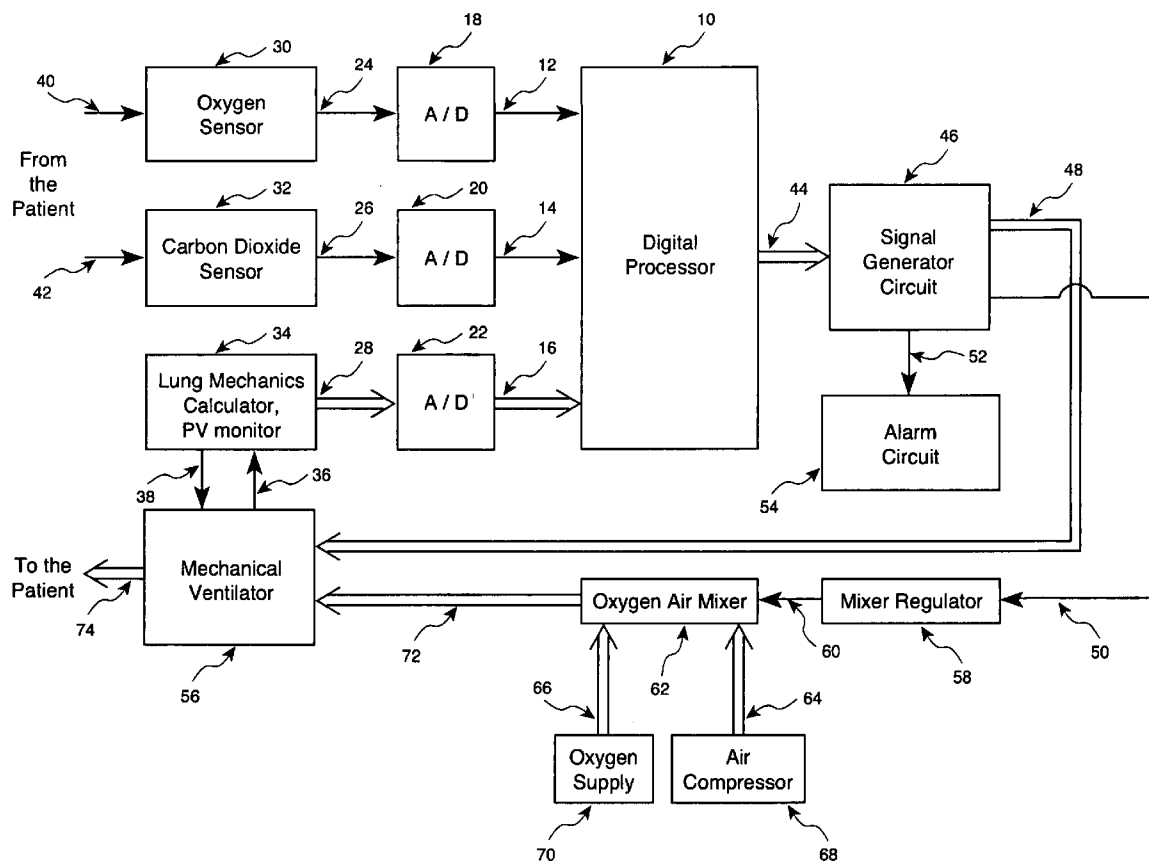 18
10
30
24
12
40
Oxygen
Sensor
A / D
From
the
Patient
46
32
20
48
26
14
44
Carbon Dioxide
Sensor
A / D
Digital
Processor
Signal
Generator
Circuit
42
34
22
28
16
52
Lung Mechanics
Calculator,
PV monitor
A / D
Alarm
Circuit
38
36
54
To the
Patient
Mechanical
Ventilator
Oxygen Air Mixer
Mixer Regulator
74
72
60
50
56
62
58
66
64
Oxygen
Supply
Air
Compressor
70
68